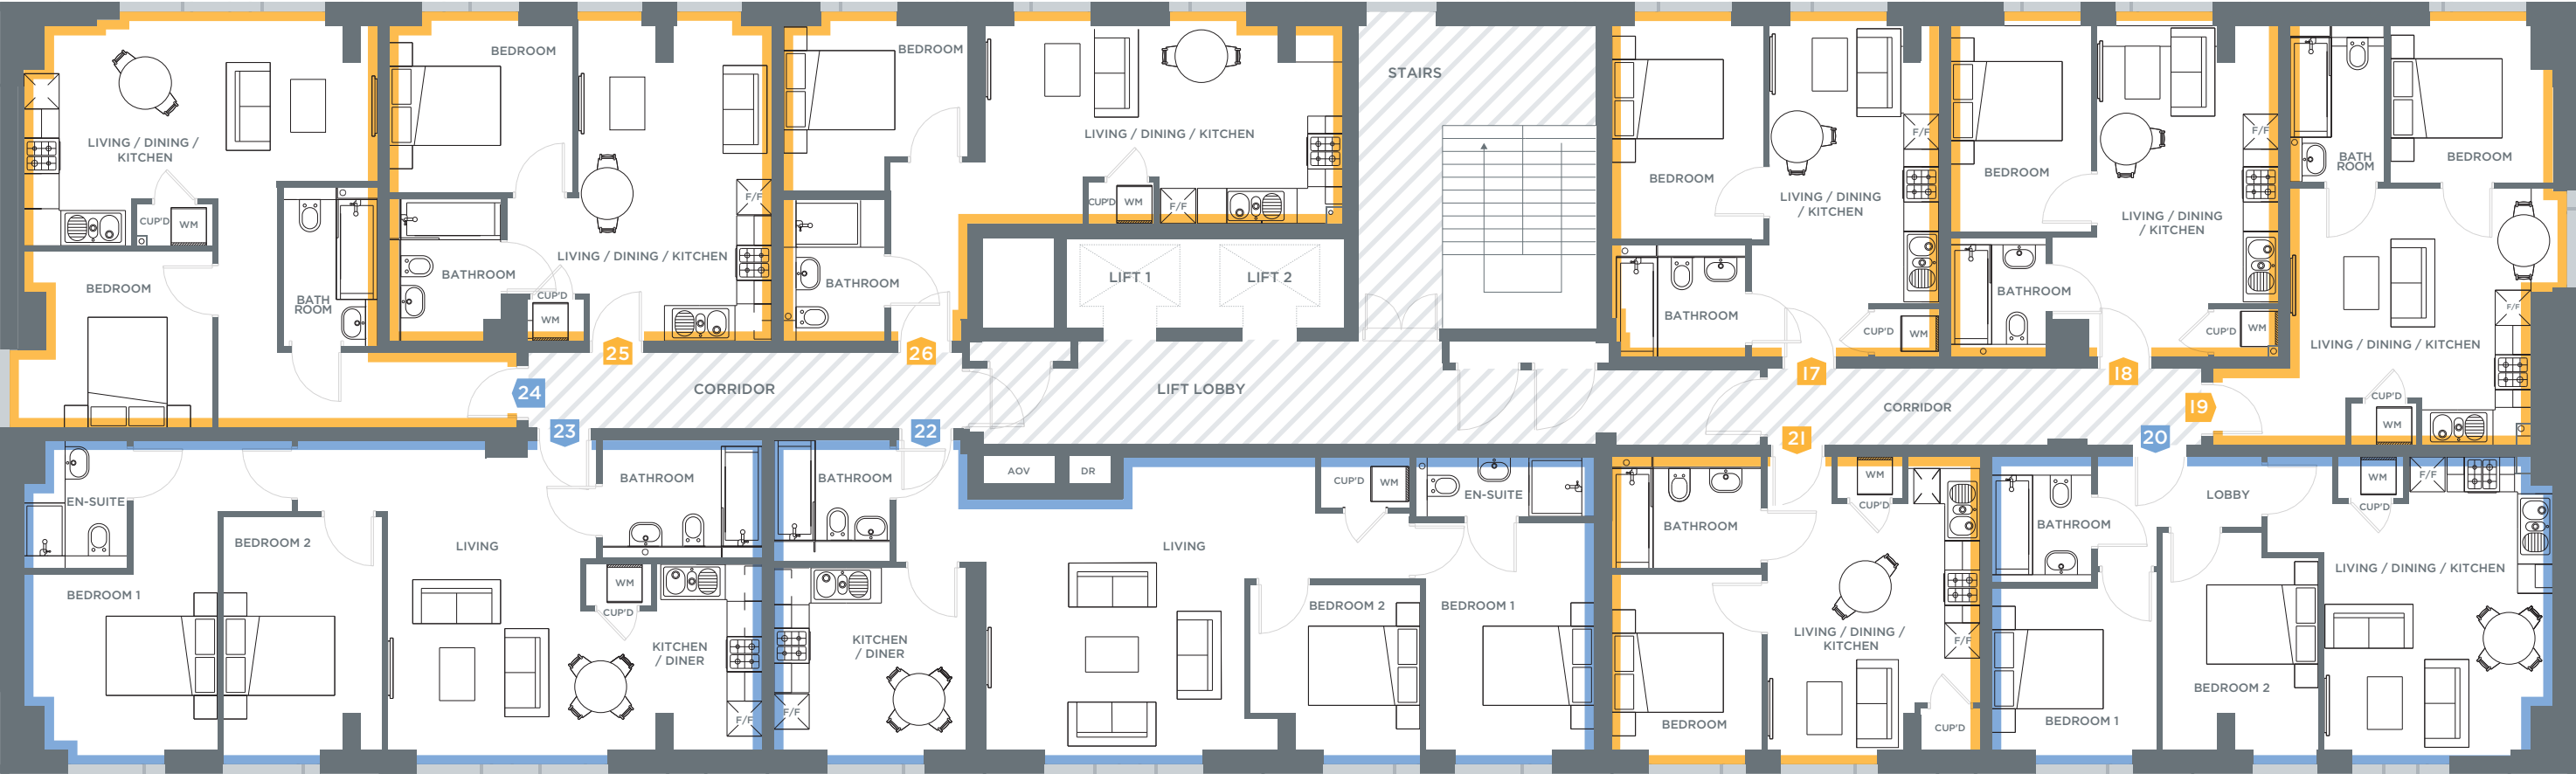 LIVING / DINING /
KITCHEN
CUP'D
WM
BEDROOM
BATH
ROOM
24
BEDROOM
BATHROOM
LIVING / DINING / KITCHEN
F/F
CUP'D
WM
25
BEDROOM
BATHROOM
LIVING / DINING / KITCHEN
CUP'D
WM
F/F
26
LIFT 1
LIFT 2
STAIRS
CORRIDOR
LIFT LOBBY
BEDROOM
LIVING / DINING
/ KITCHEN
F/F
BATHROOM
CUP'D
WM
17
BEDROOM
LIVING / DINING
/ KITCHEN
F/F
BATHROOM
CUP'D
WM
18
BATH
ROOM
BEDROOM
LIVING / DINING / KITCHEN
F/F
CUP'D
WM
19
CORRIDOR
EN-SUITE
BEDROOM 1
BEDROOM 2
LIVING
BATHROOM
WM
CUP'D
KITCHEN
/ DINER
F/F
23
BATHROOM
KITCHEN
/ DINER
F/F
22
AOV
DR
LIVING
CUP'D
WM
EN-SUITE
BEDROOM 2
BEDROOM 1
21
BATHROOM
WM
CUP'D
LIVING / DINING /
KITCHEN
F/F
BEDROOM
CUP'D
20
BATHROOM
LOBBY
WM
CUP'D
F/F
LIVING / DINING / KITCHEN
BEDROOM 2
BEDROOM 1